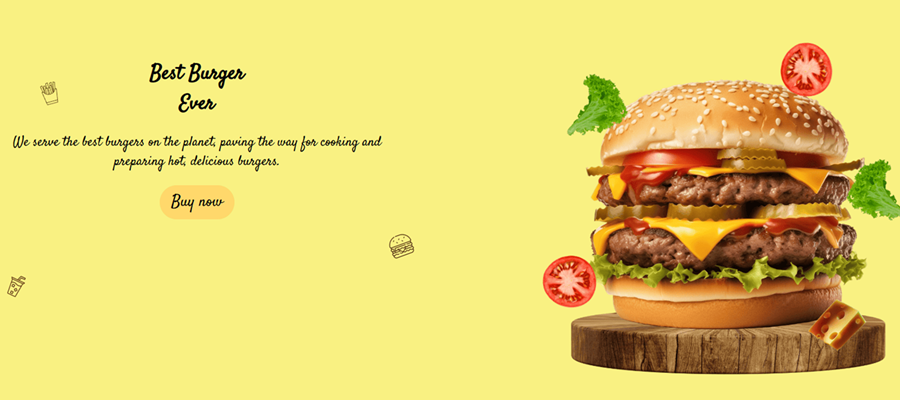 Best Burger
Ever
We serve the best burgers on the planet, paving the way for cooking and
preparing hot, delicious burgers.
Buy now